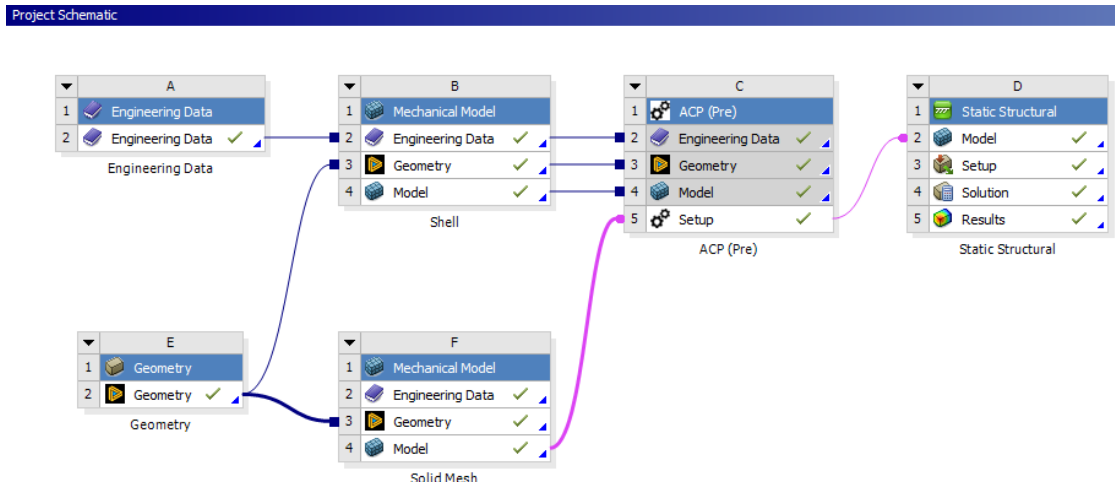 Project Schematic
A
1 Engineering Data
2 Engineering Data
Engineering Data
B
1 Mechanical Model
2 Engineering Data
3 Geometry
4 Model
Shell
C
1 ACP (Pre)
2 Engineering Data
3 Geometry
4 Model
5 Setup
ACP (Pre)
D
1 Static Structural
2 Model
3 Setup
4 Solution
5 Results
Static Structural
E
1 Geometry
2 Geometry
Geometry
F
1 Mechanical Model
2 Engineering Data
3 Geometry
4 Model
Solid Mesh